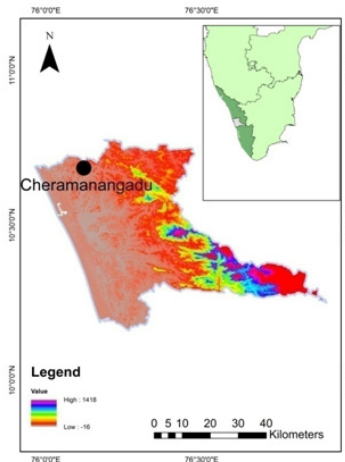 76°0'0"E 76°30'0"E
N
11°0'0"N
Cheramanangadu
10°30'0"N
10°0'0"N
Legend
Value
High : 1418
Low : -16
0 5 10 20 30 40
Kilometers
76°0'0"E 76°30'0"E